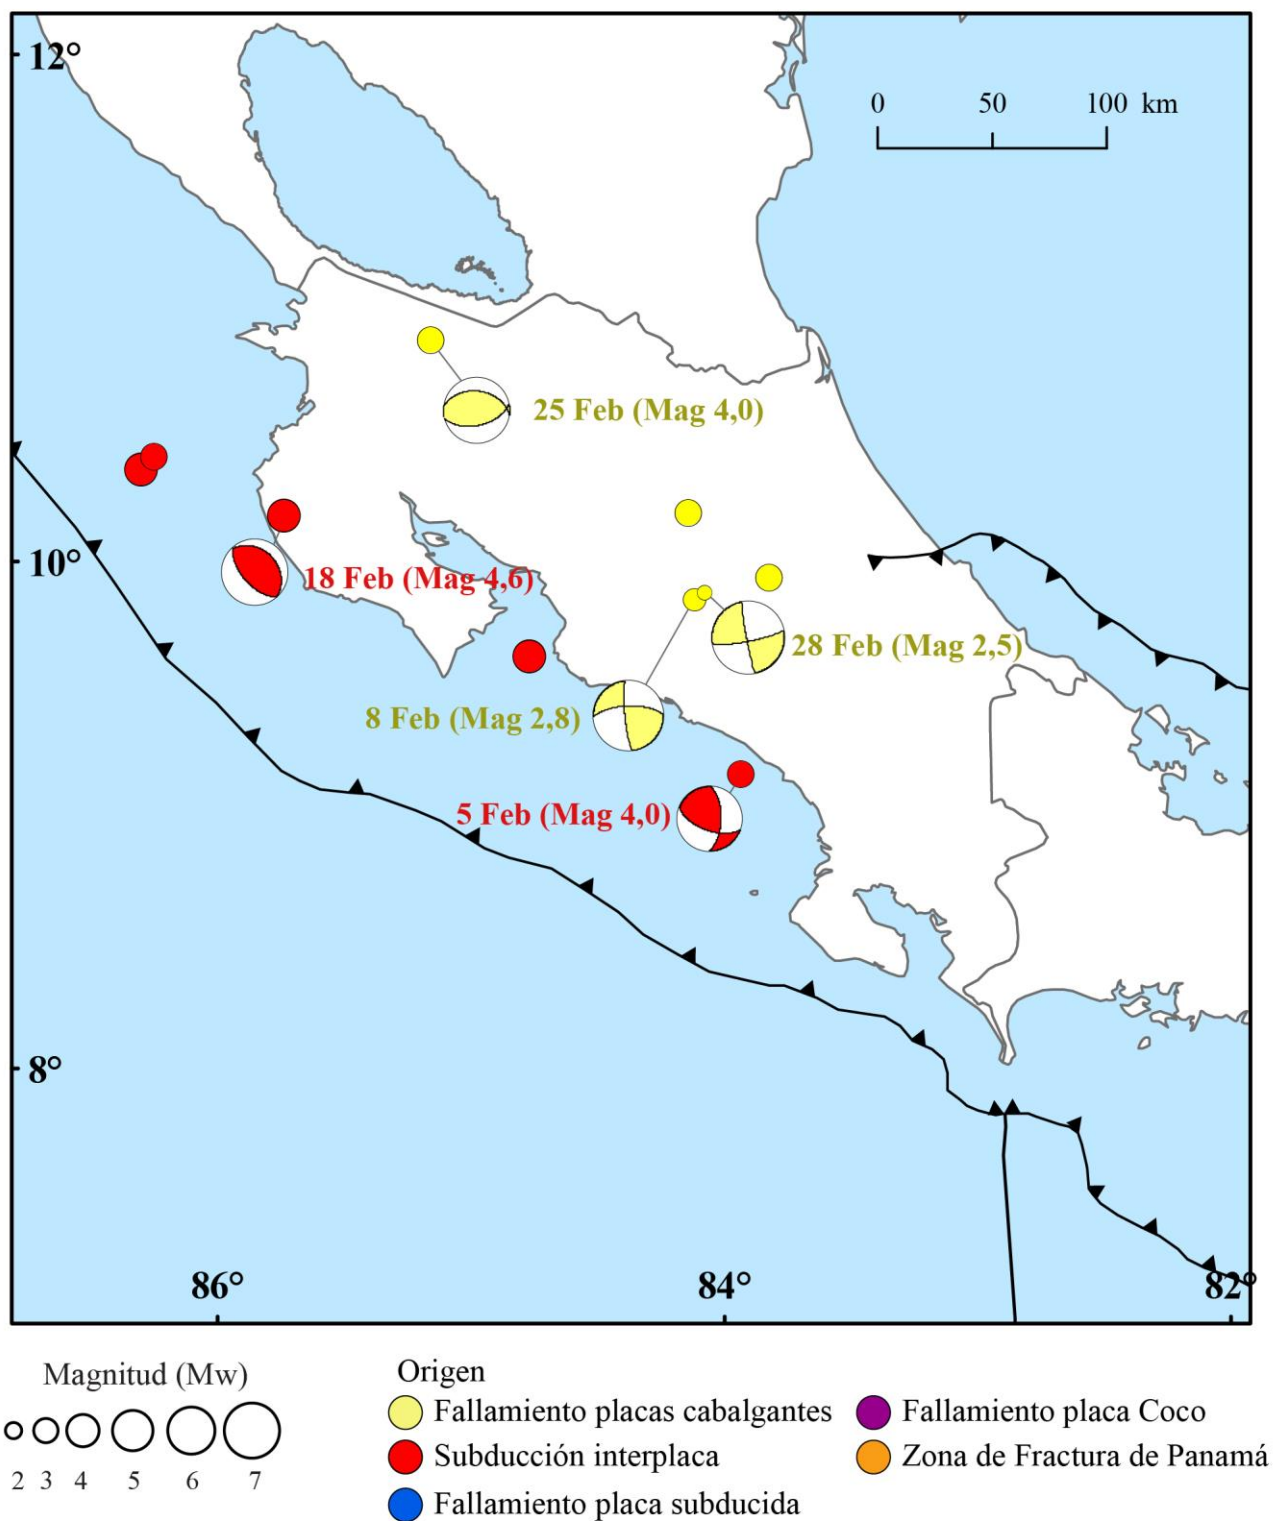 12°
0 50 100 km
25 Feb (Mag 4,0)
10°
18 Feb (Mag 4,6)
28 Feb (Mag 2,5)
8 Feb (Mag 2,8)
5 Feb (Mag 4,0)
8°
86° 84° 82°
Magnitud (Mw)
2 3 4 5 6 7
Origen
Fallamiento placas cabalgantes
Subducción interplaca
Fallamiento placa subducida
Fallamiento placa Coco
Zona de Fractura de Panamá